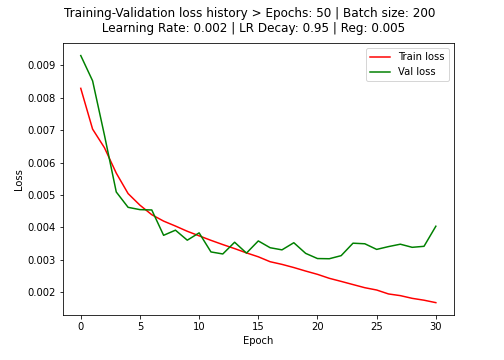 Training-Validation loss history > Epochs: 50 | Batch size: 200
Learning Rate: 0.002 | LR Decay: 0.95 | Reg: 0.005
Train loss
Val loss
0.009
0.008
0.007
0.006
0.005
0.004
0.003
0.002
Loss
0 5 10 15 20 25 30
Epoch